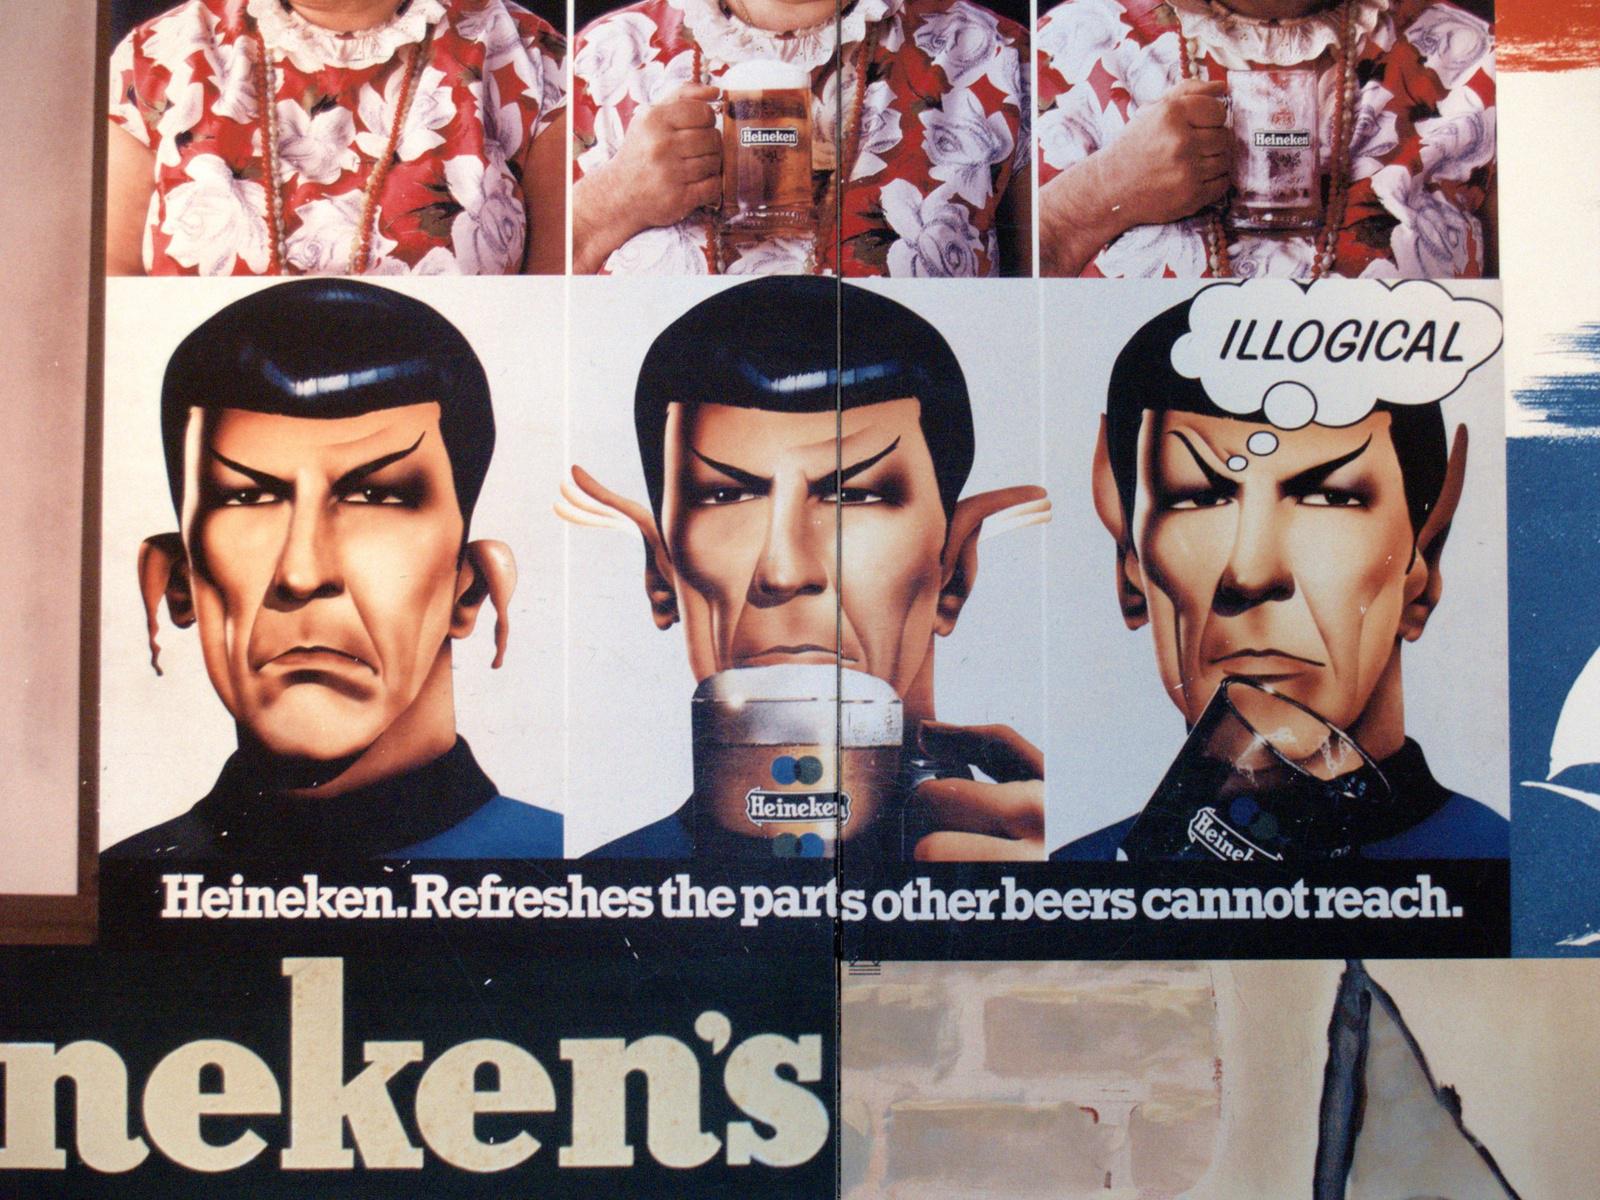 Heineken
Heineken
ILLOGICAL
Heineken
Heinek
Heineken. Refreshes the parts other beers cannot reach.
neken's